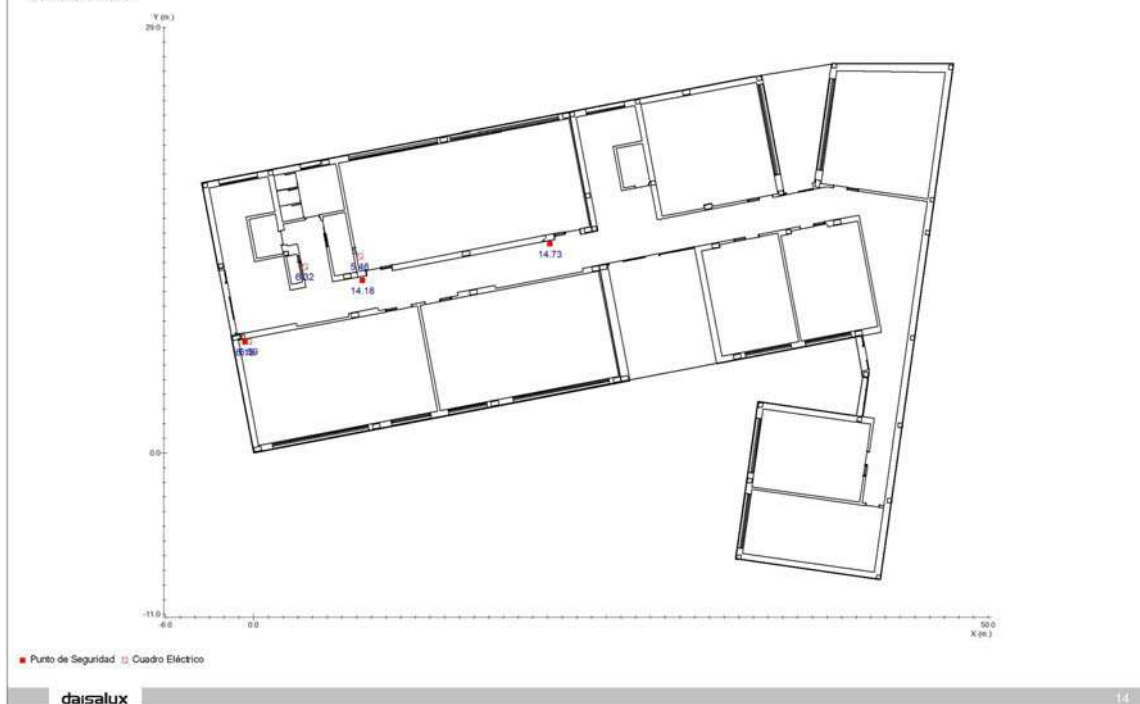 Y (m.)
29.0
14.73
5.46
6.32
14.18
0.0
-11.0
-6.0 0.0 50.0
X (m.)
Punto de Seguridad Cuadro Eléctrico
daisalux 14